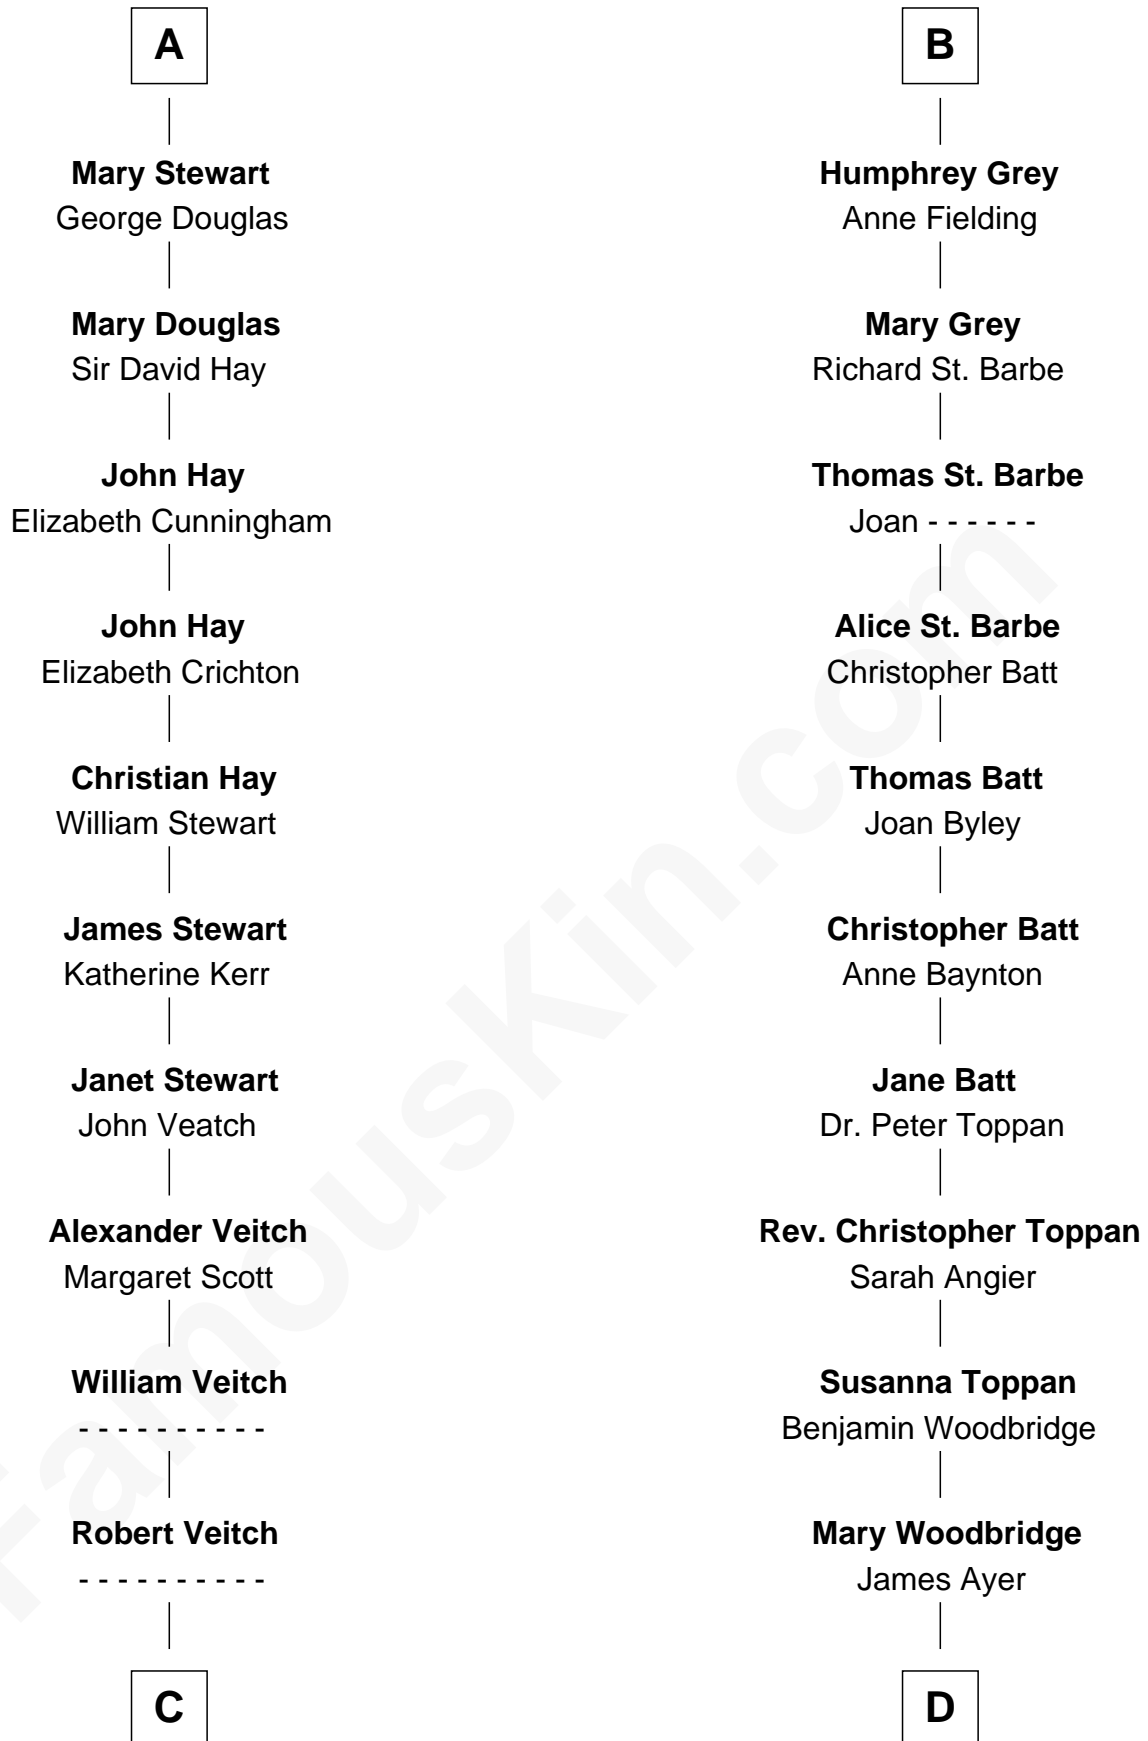 A
Mary Stewart
George Douglas
Mary Douglas
Sir David Hay
John Hay
Elizabeth Cunningham
John Hay
Elizabeth Crichton
Christian Hay
William Stewart
James Stewart
Katherine Kerr
Janet Stewart
John Veatch
Alexander Veitch
Margaret Scott
William Veitch
- - - - - - - - - -
Robert Veitch
- - - - - - - - - -
C
B
Humphrey Grey
Anne Fielding
Mary Grey
Richard St. Barbe
Thomas St. Barbe
Joan - - - - - -
Alice St. Barbe
Christopher Batt
Thomas Batt
Joan Byley
Christopher Batt
Anne Baynton
Jane Batt
Dr. Peter Toppan
Rev. Christopher Toppan
Sarah Angier
Susanna Toppan
Benjamin Woodbridge
Mary Woodbridge
James Ayer
D
FamousKin.com